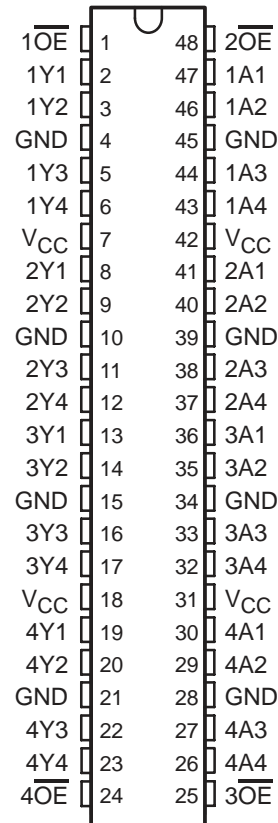 1O̅E̅ 1 48 2O̅E̅
1Y1 2 47 1A1
1Y2 3 46 1A2
GND 4 45 GND
1Y3 5 44 1A3
1Y4 6 43 1A4
VCC 7 42 VCC
2Y1 8 41 2A1
2Y2 9 40 2A2
GND 10 39 GND
2Y3 11 38 2A3
2Y4 12 37 2A4
3Y1 13 36 3A1
3Y2 14 35 3A2
GND 15 34 GND
3Y3 16 33 3A3
3Y4 17 32 3A4
VCC 18 31 VCC
4Y1 19 30 4A1
4Y2 20 29 4A2
GND 21 28 GND
4Y3 22 27 4A3
4Y4 23 26 4A4
4O̅E̅ 24 25 3O̅E̅